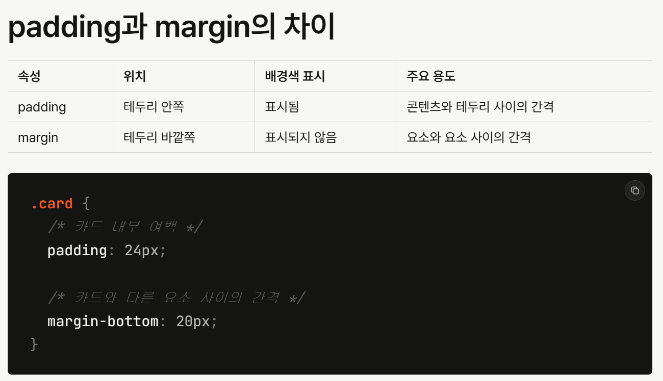 padding과 margin의 차이
속성 위치 배경색 표시 주요 용도
padding 테두리 안쪽 표시됨 콘텐츠와 테두리 사이의 간격
margin 테두리 바깥쪽 표시되지 않음 요소와 요소 사이의 간격
.card {
/* 카드 내부 여백 */
padding: 24px;
/* 카드와 다른 요소 사이의 간격 */
margin-bottom: 20px;
}